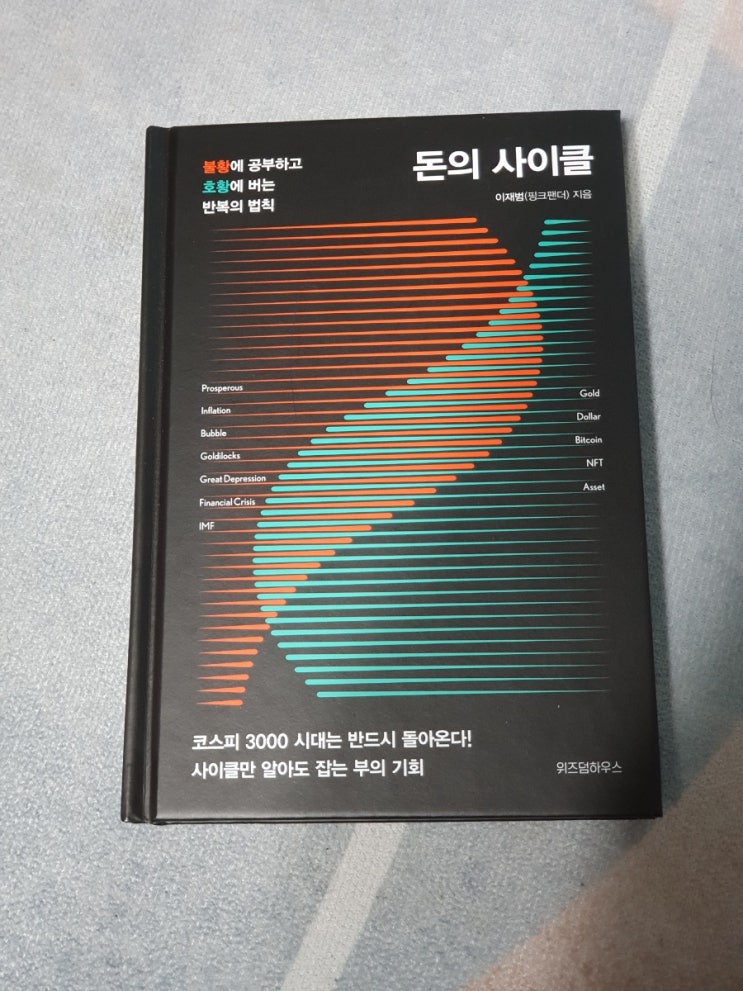 불황에 공부하고
호황에 버는
반복의 법칙
돈의 사이클
이재범(핑크팬더) 지음
Prosperous
Inflation
Bubble
Goldilocks
Great Depression
Financial Crisis
IMF
Gold
Dollar
Bitcoin
NFT
Asset
코스피 3000 시대는 반드시 돌아온다!
사이클만 알아도 잡는 부의 기회
위즈덤하우스